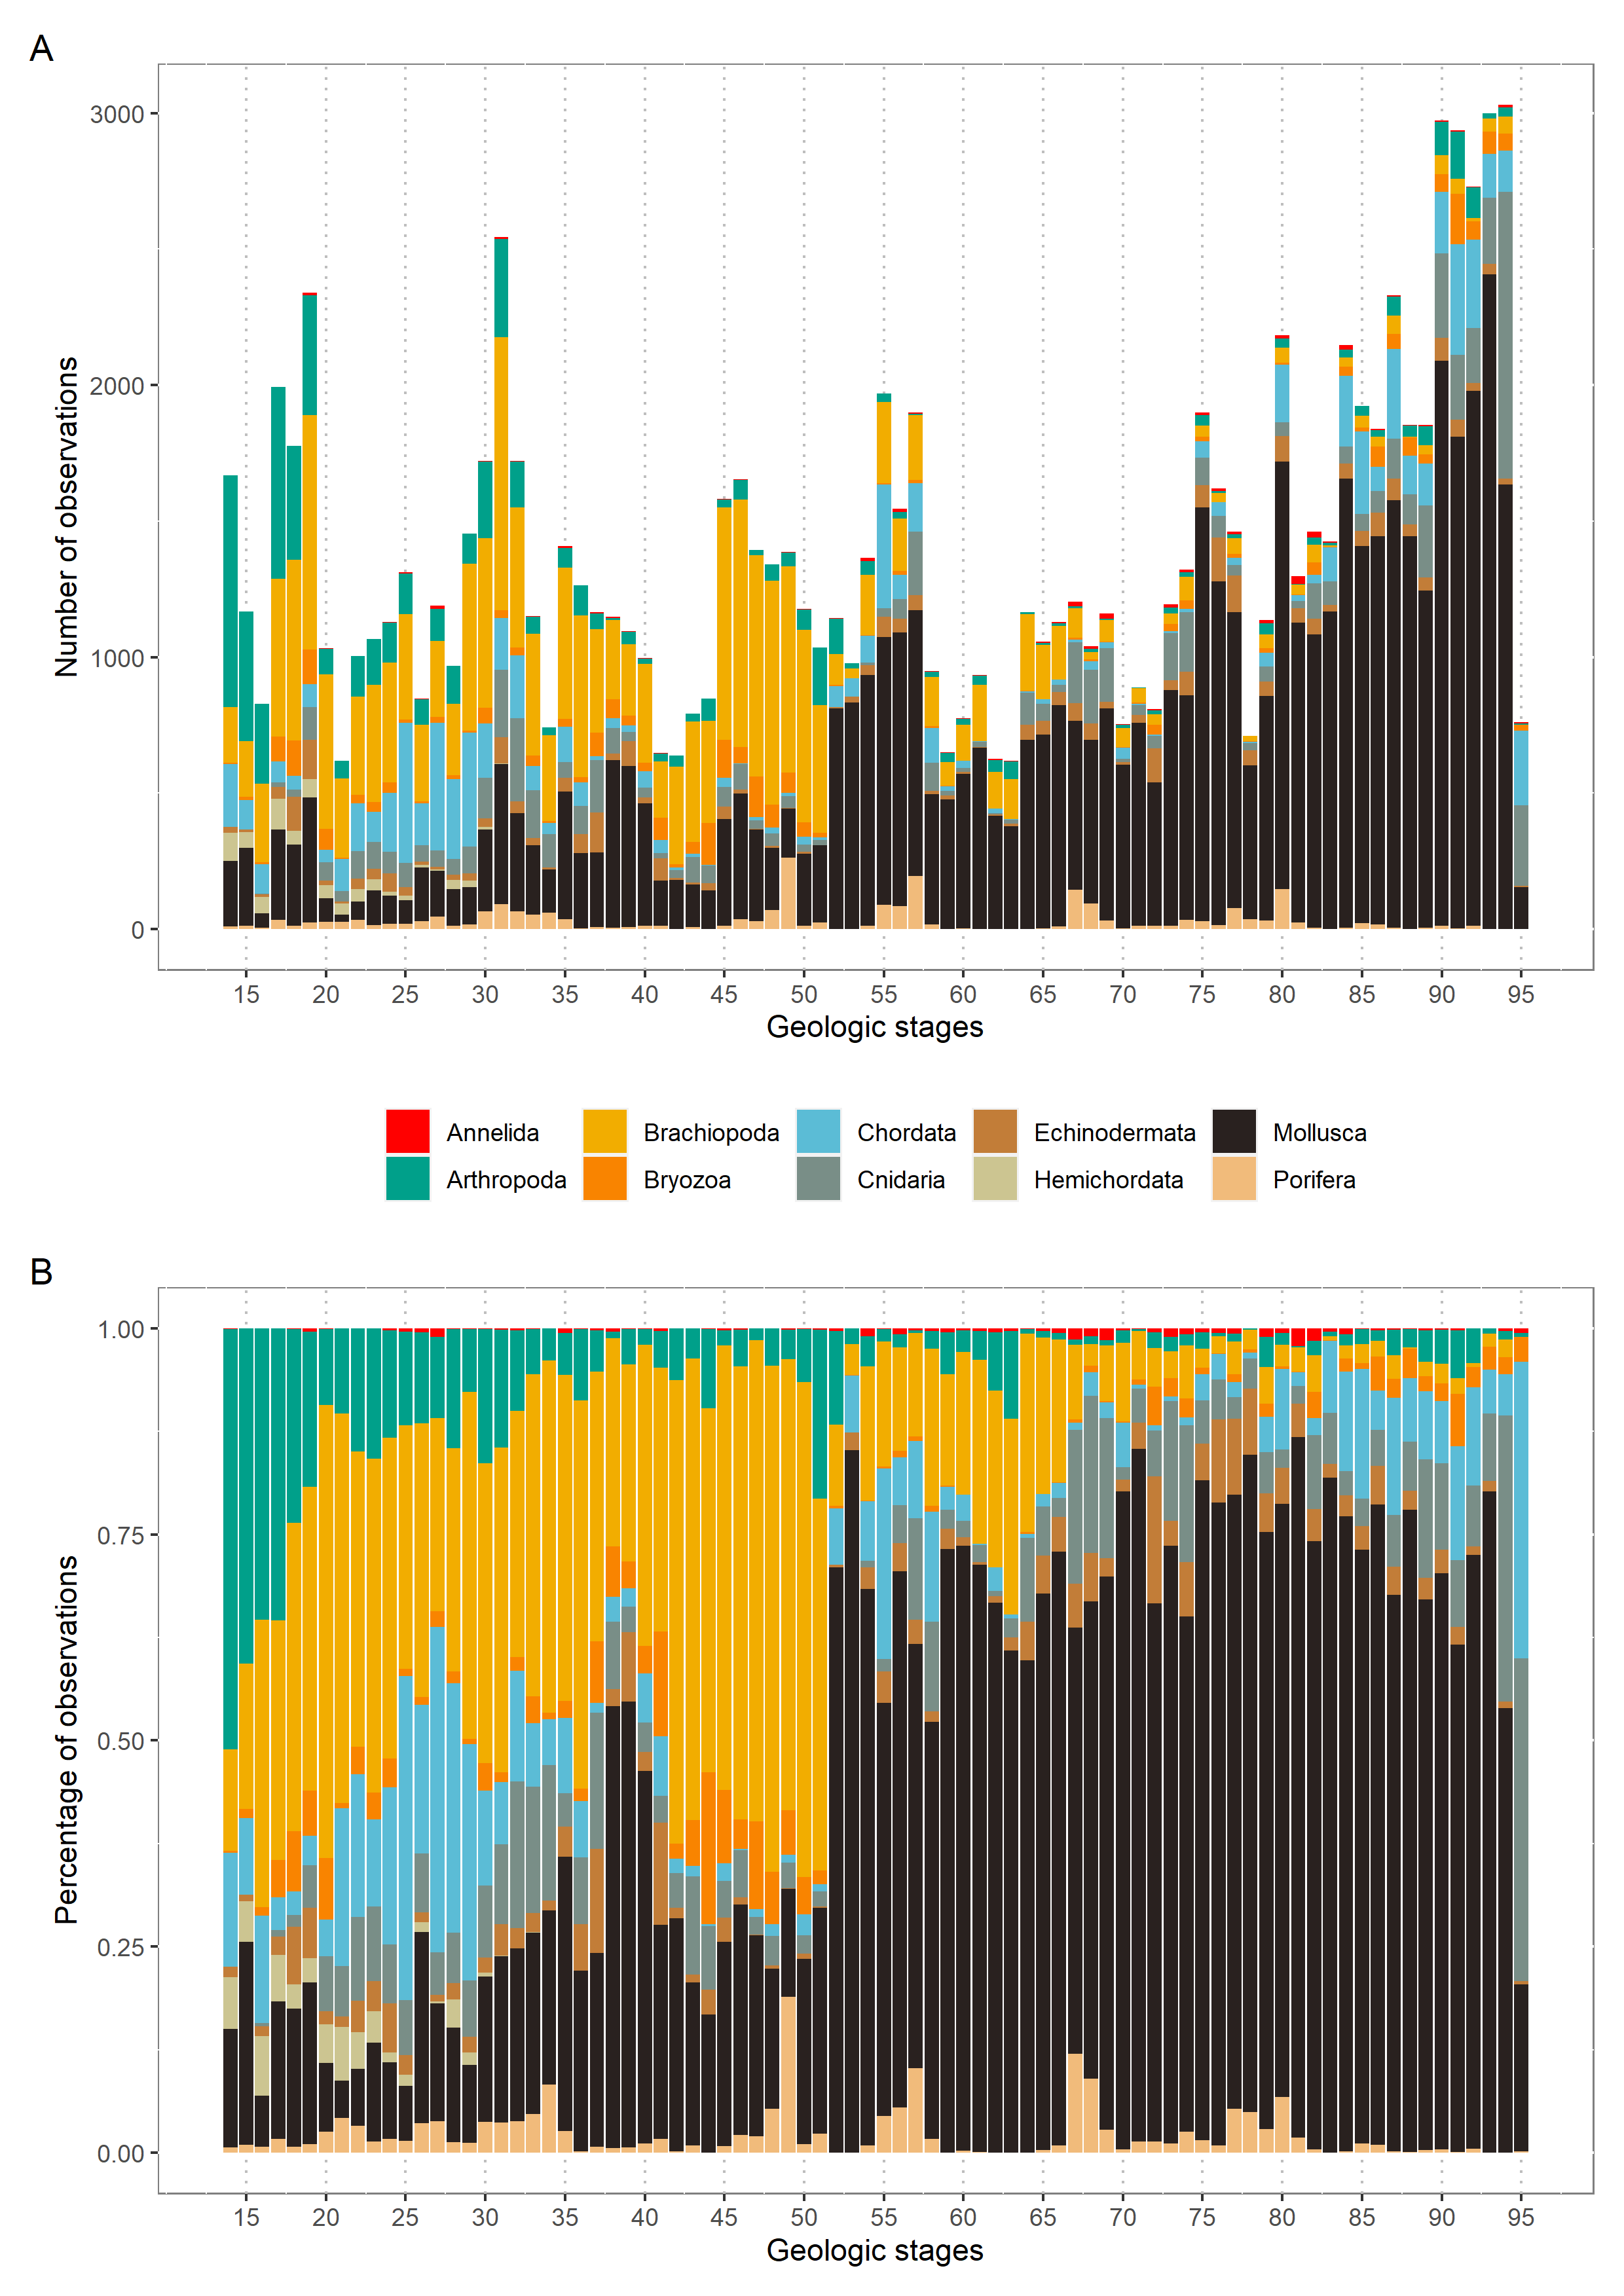 A
3000
2000
1000
0
Number of observations
15 20 25 30 35 40 45 50 55 60 65 70 75 80 85 90 95
Geologic stages
Annelida Brachiopoda Chordata Echinodermata Mollusca
Arthropoda Bryozoa Cnidaria Hemichordata Porifera
B
1.00
0.75
0.50
0.25
0.00
Percentage of observations
15 20 25 30 35 40 45 50 55 60 65 70 75 80 85 90 95
Geologic stages